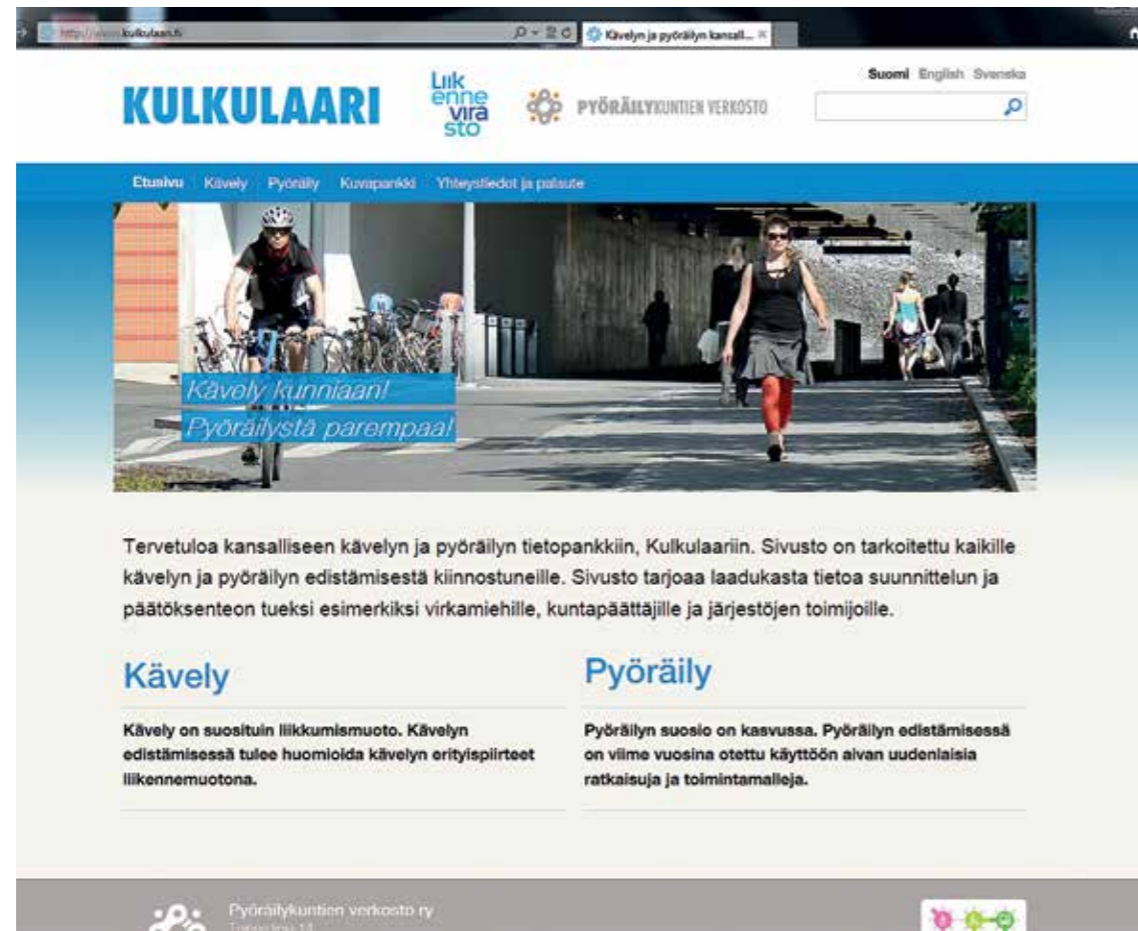 http://www.kulkulaari.fi
Kävelyn ja pyöräilyn kansall...
Suomi English Svenska
KULKULAARI
Liik
enne
vira
sto
PYÖRÄILYKUNTIEN VERKOSTO
Etusivu Kävely Pyöräily Kuvapankki Yhteystiedot ja palaute
Kävely kunniaan!
Pyöräilystä parempaa!
Tervetuloa kansalliseen kävelyn ja pyöräilyn tietopankkiin, Kulkulaariin. Sivusto on tarkoitettu kaikille
kävelyn ja pyöräilyn edistämisestä kiinnostuneille. Sivusto tarjoaa laadukasta tietoa suunnittelun ja
päätöksenteon tueksi esimerkiksi virkamiehille, kuntapäättäjille ja järjestöjen toimijoille.
Kävely
Kävely on suosituin liikkumismuoto. Kävelyn
edistämisessä tulee huomioida kävelyn erityispiirteet
liikennemuotona.
Pyöräily
Pyöräilyn suosio on kasvussa. Pyöräilyn edistämisessä
on viime vuosina otettu käyttöön aivan uudenlaisia
ratkaisuja ja toimintamalleja.
Pyöräilykuntien verkosto ry